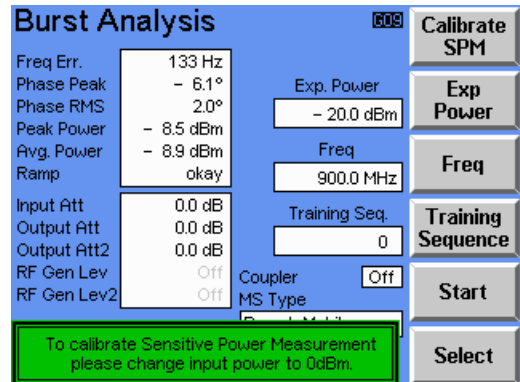 Burst Analysis
G09
Freq Err. 133 Hz
Phase Peak - 6.1°
Phase RMS 2.0°
Peak Power - 8.5 dBm
Avg. Power - 8.9 dBm
Ramp okay
Input Att 0.0 dB
Output Att 0.0 dB
Output Att2 0.0 dB
RF Gen Lev Off
RF Gen Lev2 Off
Exp. Power
- 20.0 dBm
Freq
900.0 MHz
Training Seq.
0
Coupler Off
MS Type
To calibrate Sensitive Power Measurement
please change input power to 0dBm.
Calibrate
SPM
Exp
Power
Freq
Training
Sequence
Start
Select